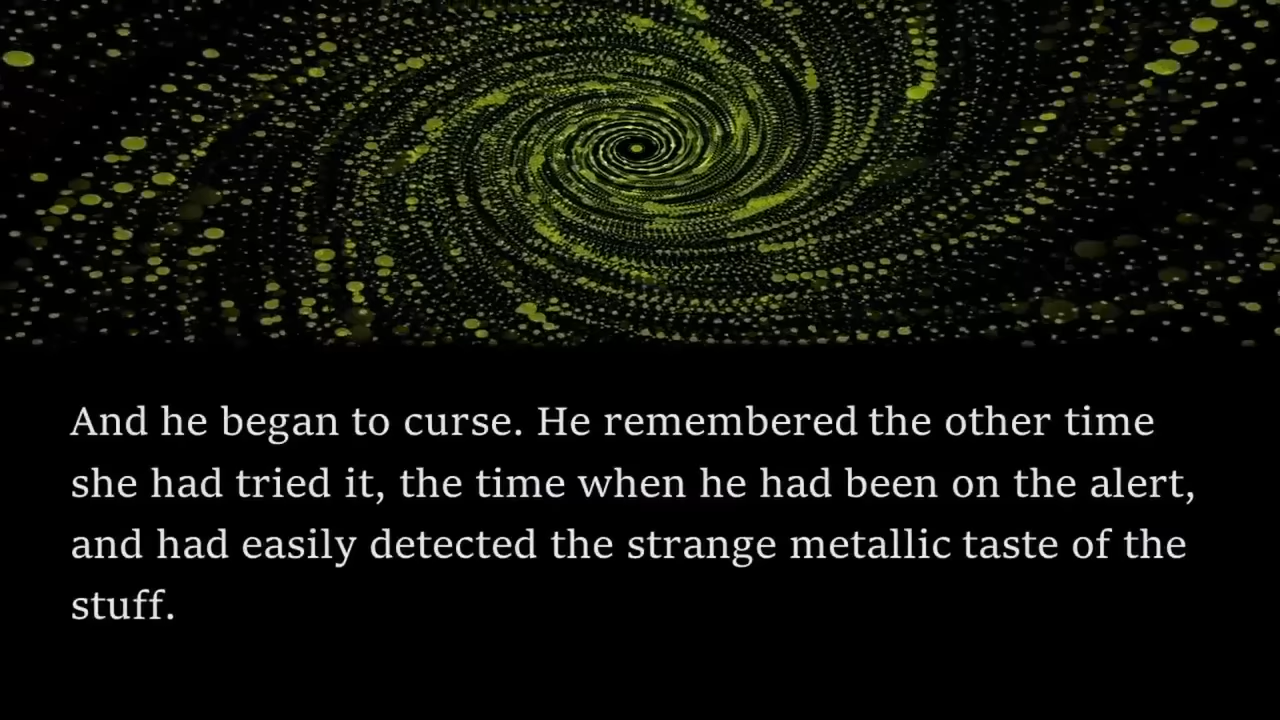 And he began to curse. He remembered the other time
she had tried it, the time when he had been on the alert,
and had easily detected the strange metallic taste of the
stuff.